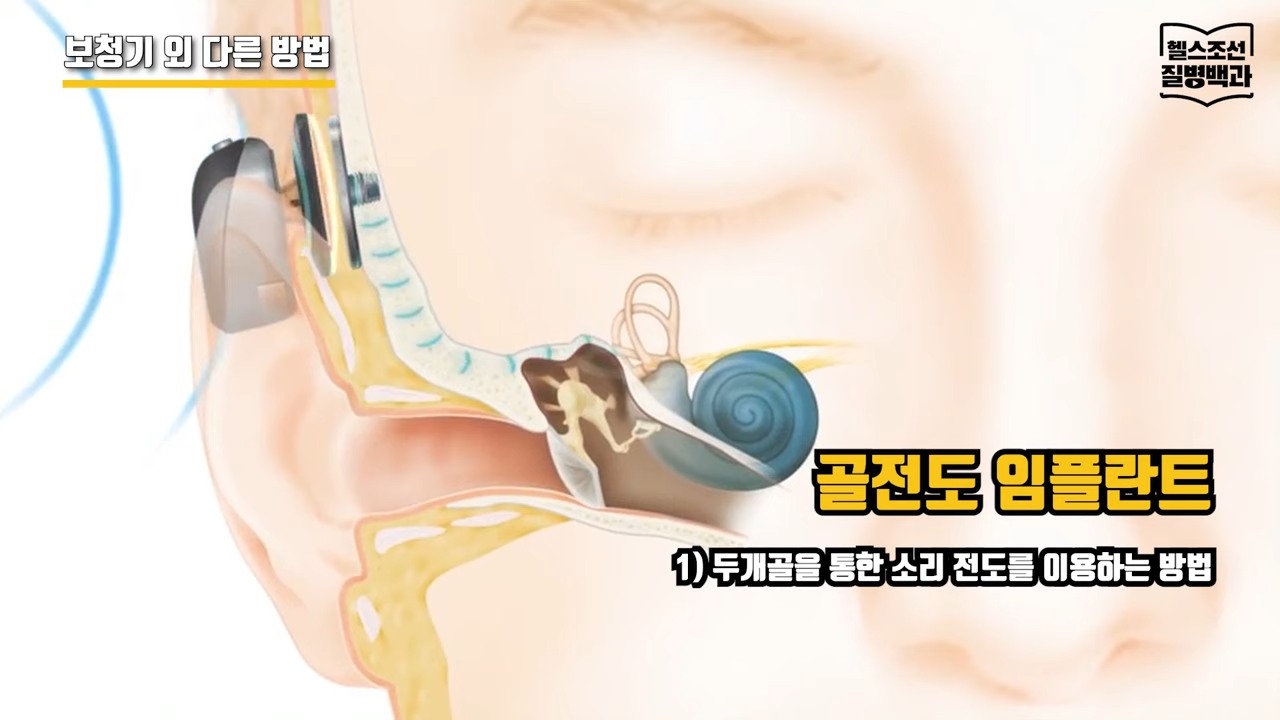 보청기 외 다른 방법
헬스조선
질병백과
골전도 임플란트
1) 두개골을 통한 소리 전도를 이용하는 방법